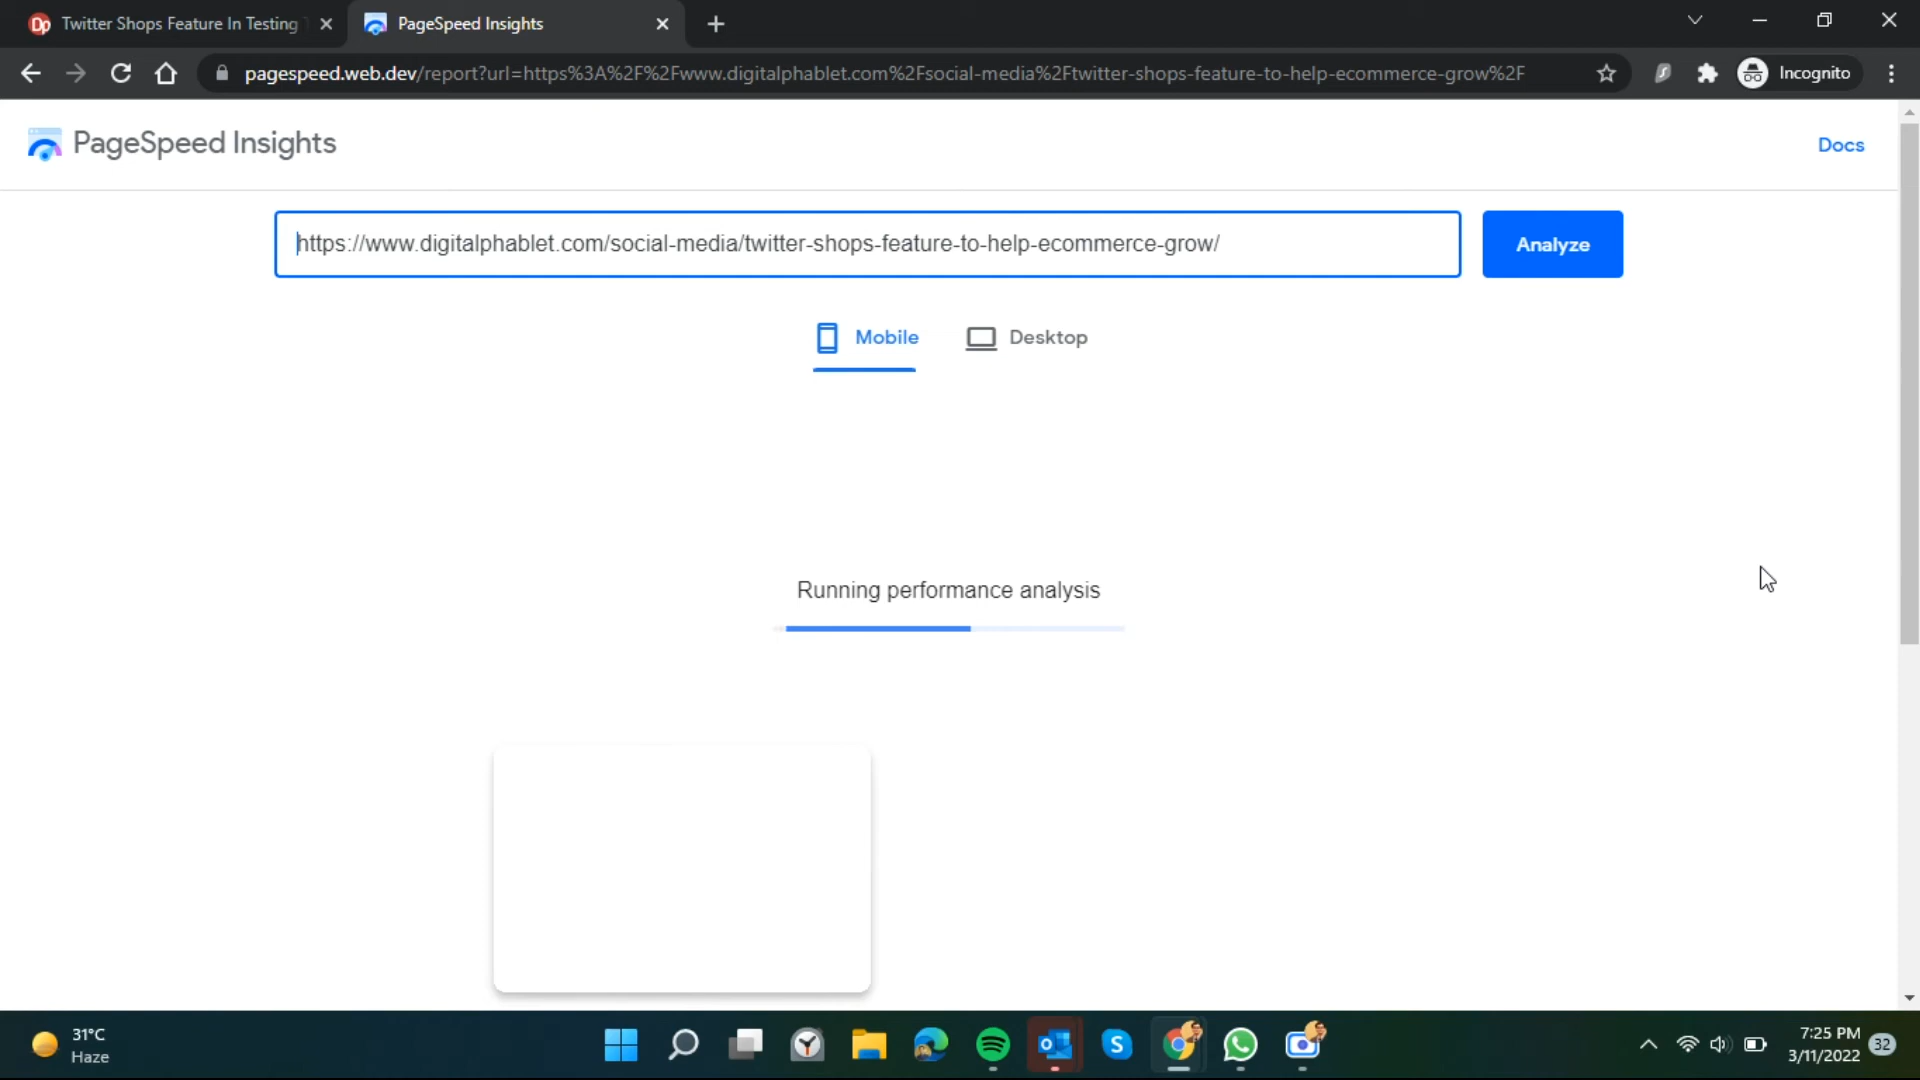 Twitter Shops Feature In Testing
PageSpeed Insights
pagespeed.web.dev/report?url=https%3A%2F%2Fwww.digitalphablet.com%2Fsocial-media%2Ftwitter-shops-feature-to-help-ecommerce-grow%2F
Incognito
PageSpeed Insights
Docs
https://www.digitalphablet.com/social-media/twitter-shops-feature-to-help-ecommerce-grow/
Analyze
Mobile
Desktop
Running performance analysis
31°C
Haze
7:25 PM
3/11/2022
32